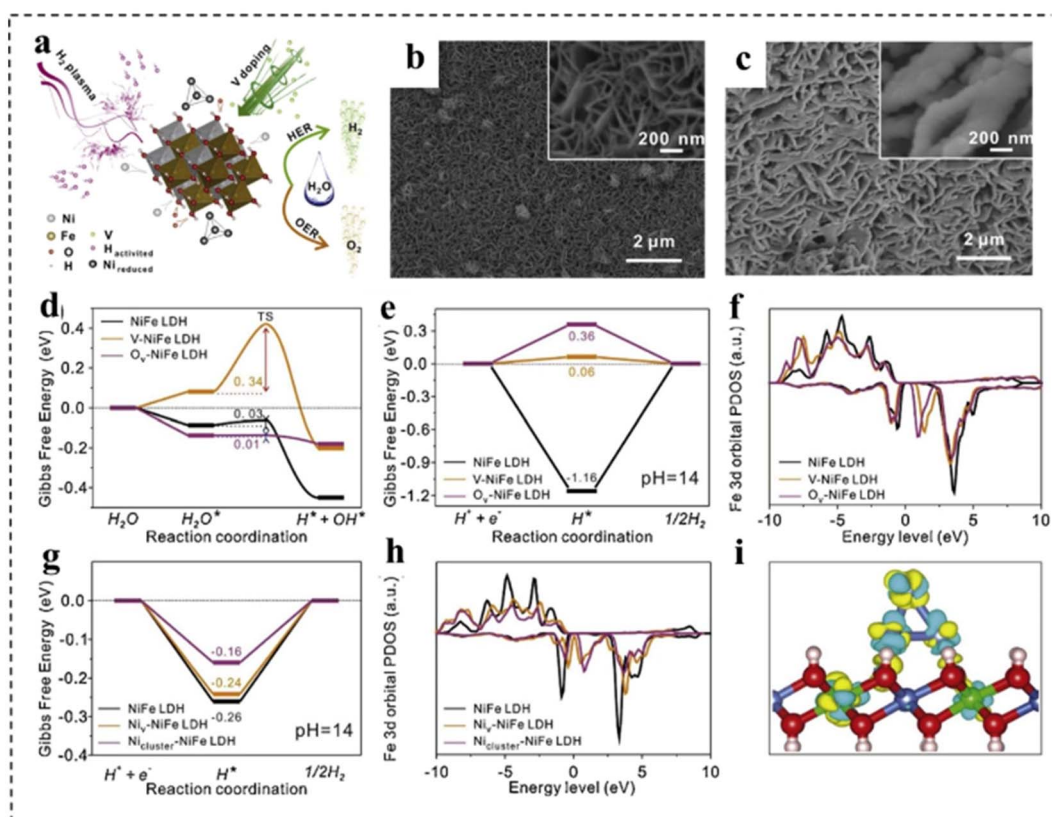 a
H₂ plasma
V doping
HER
H₂
H₂O
OER
O₂
Ni
Fe
V
O
H activited
H
Ni reduced
b
200 nm
2 μm
c
200 nm
2 μm
d
Gibbs Free Energy (eV)
0.4
0.2
0.0
-0.2
-0.4
NiFe LDH
V-NiFe LDH
Oᵥ-NiFe LDH
TS
0.34
0.03
0.01
H₂O
H₂O*
H* + OH*
Reaction coordination
e
Gibbs Free Energy (eV)
0.3
0.0
-0.3
-0.6
-0.9
-1.2
0.36
0.06
-1.16
NiFe LDH
V-NiFe LDH
Oᵥ-NiFe LDH
pH=14
H⁺ + e⁻
H*
1/2H₂
Reaction coordination
f
Fe 3d orbital PDOS (a.u.)
NiFe LDH
V-NiFe LDH
Oᵥ-NiFe LDH
-10
-5
0
5
10
Energy level (eV)
g
Gibbs Free Energy (eV)
0.0
-0.1
-0.2
-0.3
-0.4
-0.16
-0.24
-0.26
NiFe LDH
Niᵥ-NiFe LDH
Ni cluster-NiFe LDH
pH=14
H⁺ + e⁻
H*
1/2H₂
Reaction coordination
h
Fe 3d orbital PDOS (a.u.)
NiFe LDH
Niᵥ-NiFe LDH
Ni cluster-NiFe LDH
-10
-5
0
5
10
Energy level (eV)
i